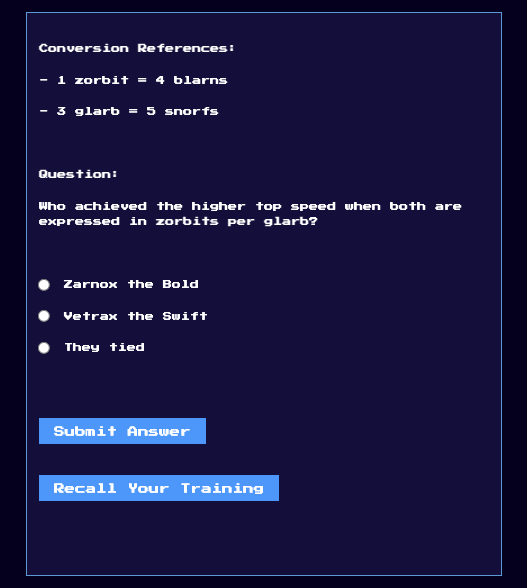 Conversion References:
- 1 zorbit = 4 blarns
- 3 glarb = 5 snorfs
Question:
Who achieved the higher top speed when both are
expressed in zorbits per glarb?
Zarnox the Bold
Vetrax the Swift
They tied
Submit Answer
Recall Your Training